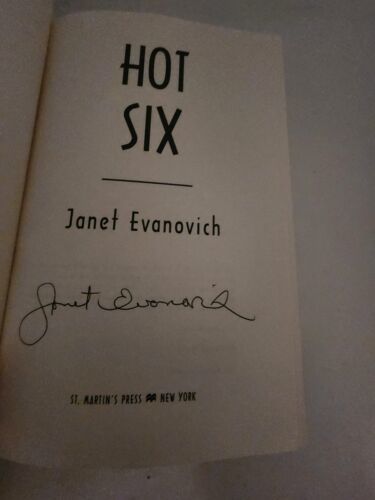 HOT
SIX
Janet Evanovich
Janet Evanovich
ST. MARTIN'S PRESS NEW YORK